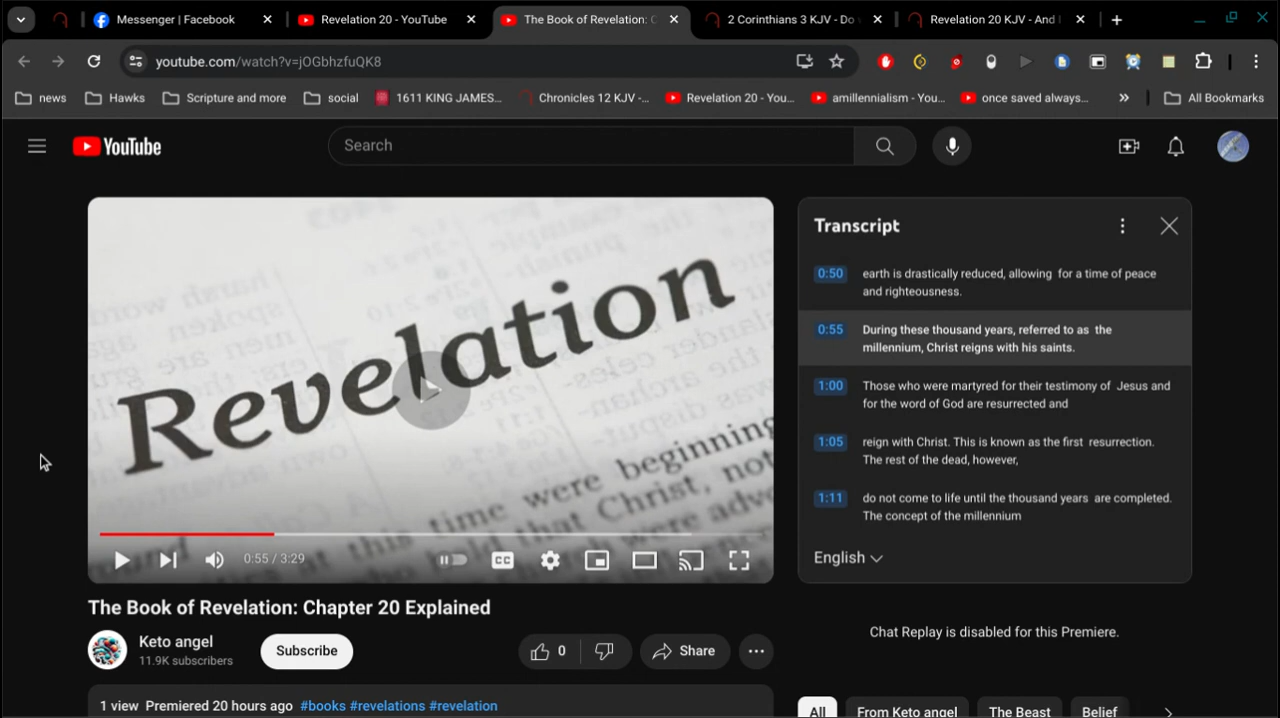 Messenger | Facebook
Revelation 20 - YouTube
The Book of Revelation: C
2 Corinthians 3 KJV - Do
Revelation 20 KJV - And
youtube.com/watch?v=jOGbhzfuQK8
news
Hawks
Scripture and more
social
1611 KING JAMES...
Chronicles 12 KJV -...
Revelation 20 - You...
amillennialism - You...
once saved always...
All Bookmarks
YouTube
Search
Revelation
this time were beginning
that Christ, not
were
Transcript
0:50 earth is drastically reduced, allowing for a time of peace
and righteousness.
0:55 During these thousand years, referred to as the
millennium, Christ reigns with his saints.
1:00 Those who were martyred for their testimony of Jesus and
for the word of God are resurrected and
1:05 reign with Christ. This is known as the first resurrection.
The rest of the dead, however,
1:11 do not come to life until the thousand years are completed.
The concept of the millennium
English
0:55 / 3:29
CC
The Book of Revelation: Chapter 20 Explained
Keto angel
11.9K subscribers
Subscribe
0
Share
Chat Replay is disabled for this Premiere.
1 view Premiered 20 hours ago #books #revelations #revelation
All
From Keto angel
The Beast
Belief